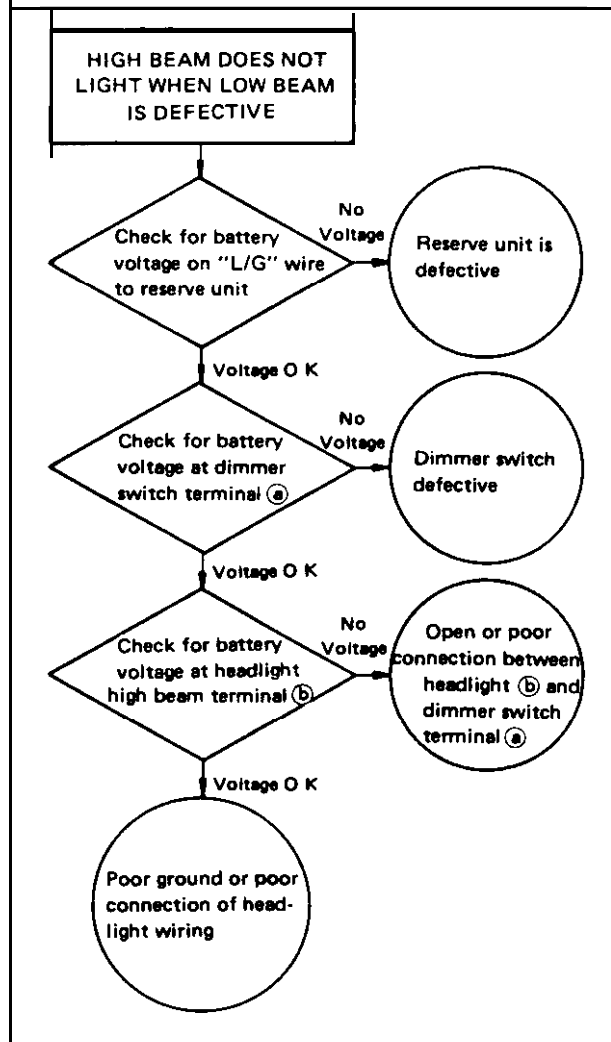 HIGH BEAM DOES NOT
LIGHT WHEN LOW BEAM
IS DEFECTIVE
No
Voltage
Check for battery
voltage on "L/G" wire
to reserve unit
Reserve unit is
defective
Voltage O K
No
Voltage
Check for battery
voltage at dimmer
switch terminal ⓐ
Dimmer switch
defective
Voltage O K
No
Voltage
Check for battery
voltage at headlight
high beam terminal ⓑ
Open or poor
connection between
headlight ⓑ and
dimmer switch
terminal ⓐ
Voltage O K
Poor ground or poor
connection of head-
light wiring